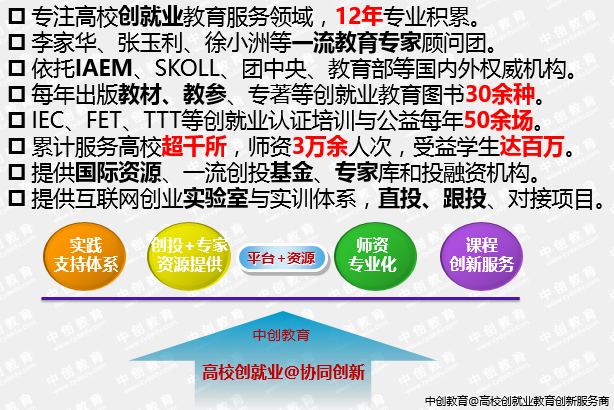 专注高校创就业教育服务领域，12年专业积累。
李家华、张玉利、徐小洲等一流教育专家顾问团。
依托IAEM、SKOLL、团中央、教育部等国内外权威机构。
每年出版教材、教参、专著等创就业教育图书30余种。
IEC、FET、TTT等创就业认证培训与公益每年50余场。
累计服务高校超千所，师资3万余人次，受益学生达百万。
提供国际资源、一流创投基金、专家库和投融资机构。
提供互联网创业实验室与实训体系，直投、跟投、对接项目。
实践
支持体系
创投+专家
资源提供
平台+资源
师资
专业化
课程
创新服务
中创教育
高校创就业@协同创新
中创教育@高校创就业教育创新服务商